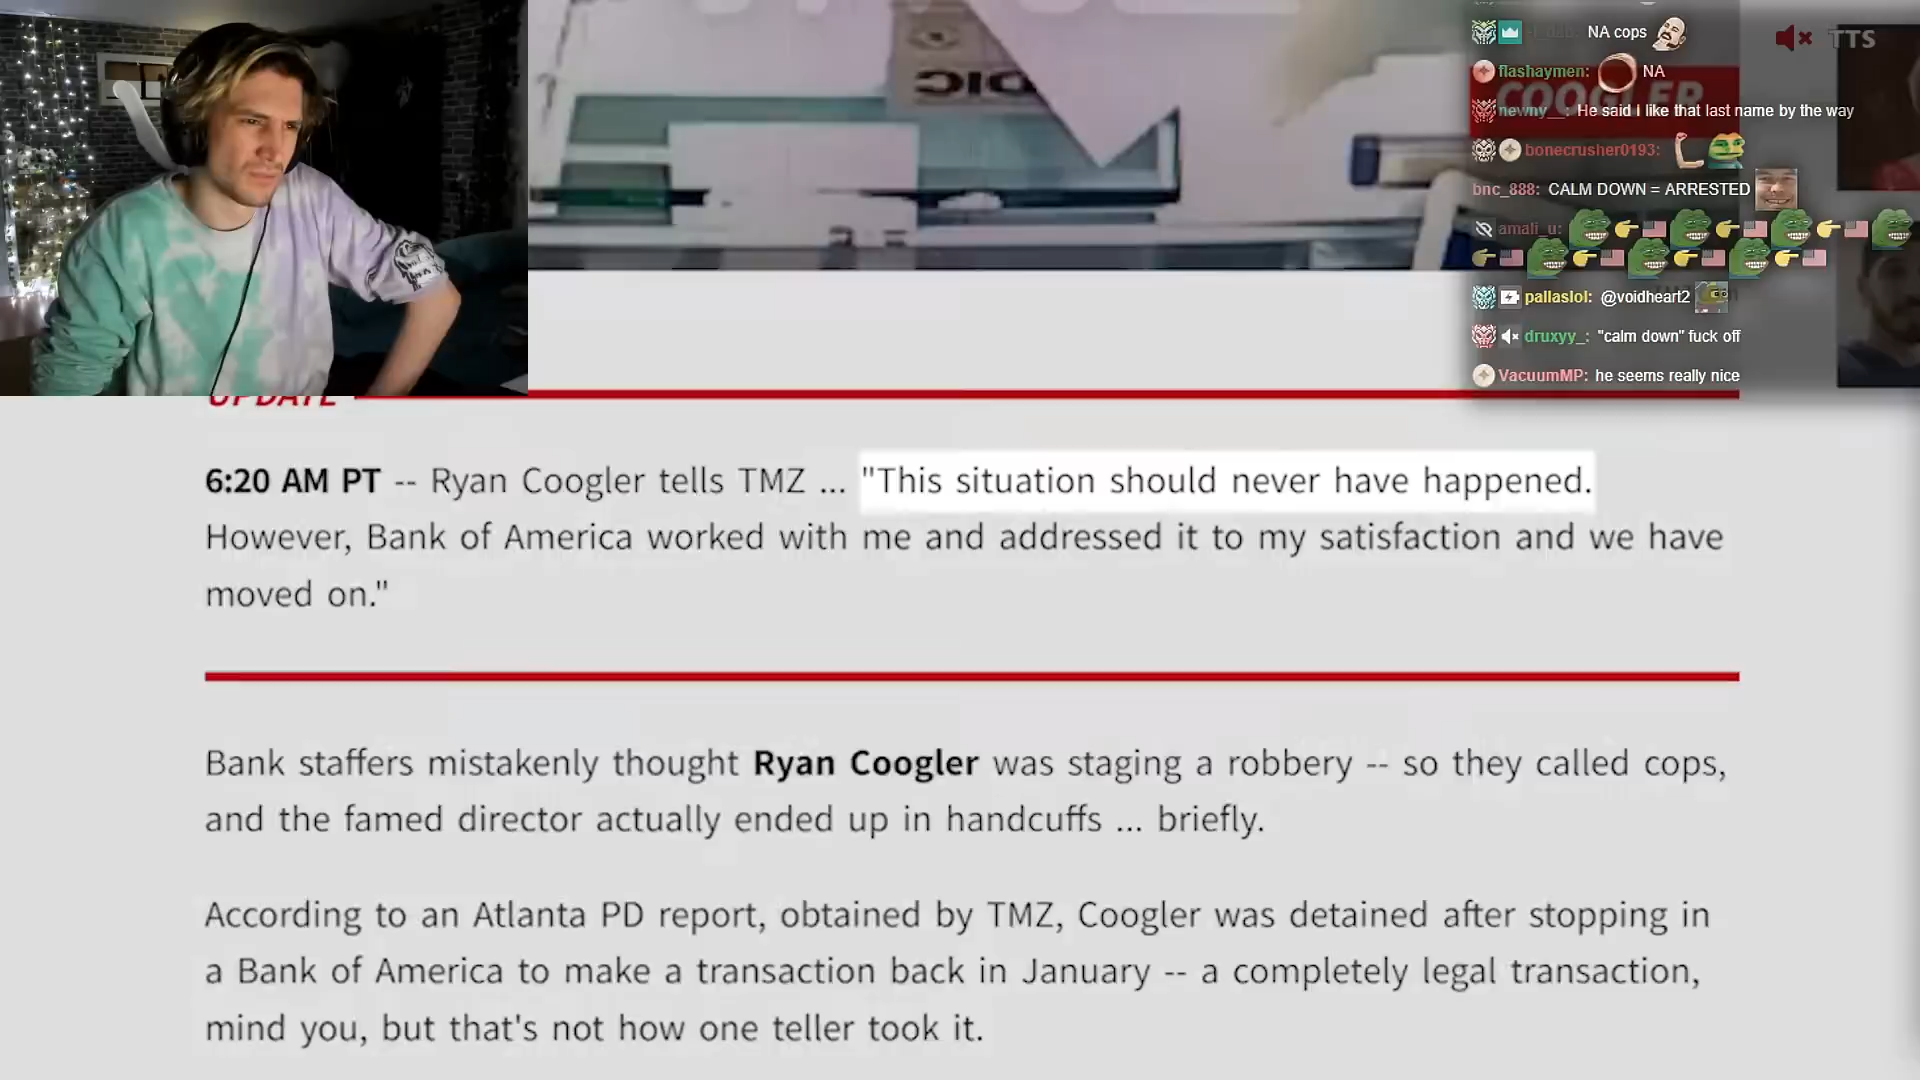 NA cops
TTS
flashaymen: NA
COOGLER
newny__: He said i like that last name by the way
bonecrusher0193:
bnc_888: CALM DOWN = ARRESTED
amali_u:
pallaslol: @voidheart2
druxyy_: "calm down" fuck off
VacuumMP: he seems really nice
UPDATE
6:20 AM PT -- Ryan Coogler tells TMZ ... "This situation should never have happened.
However, Bank of America worked with me and addressed it to my satisfaction and we have
moved on."
Bank staffers mistakenly thought Ryan Coogler was staging a robbery -- so they called cops,
and the famed director actually ended up in handcuffs ... briefly.
According to an Atlanta PD report, obtained by TMZ, Coogler was detained after stopping in
a Bank of America to make a transaction back in January -- a completely legal transaction,
mind you, but that's not how one teller took it.